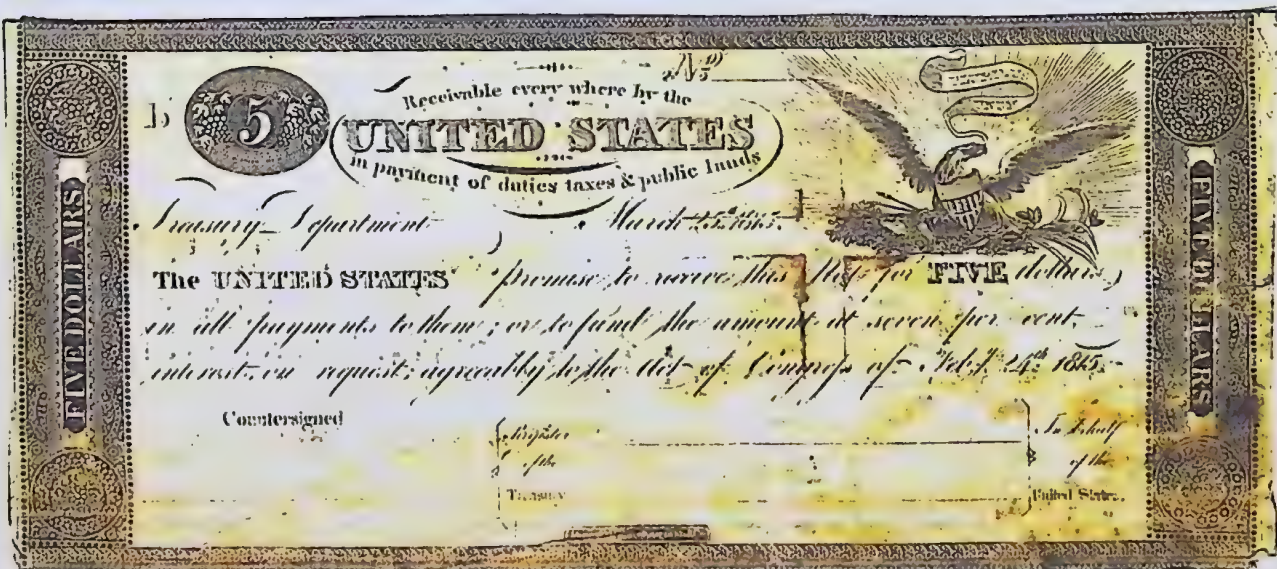 Nº
5
Receivable every where by the
UNITED STATES
in payment of duties taxes & public lands
Treasury Department March 25th 1815.
The UNITED STATES promise to receive this Note for FIVE dollars,
in all payments to them; or to fund the amount at seven per cent.
interest, on request; agreeably to the Act of Congress of Feby 24th 1815.
Countersigned
Register
of the
Treasury
In behalf
of the
United States.
FIVE DOLLARS
FIVE DOLLARS